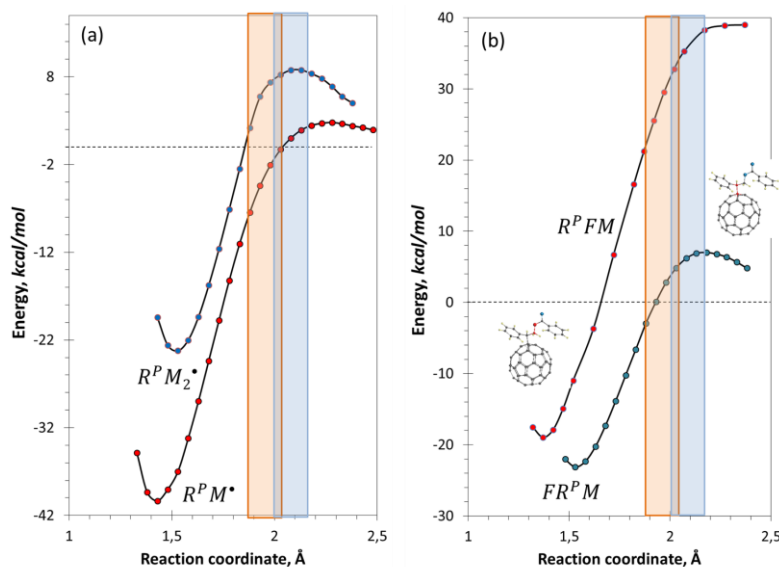 (a)
8
-2
-12
-22
-32
-42
Energy, kcal/mol
R^P M_2^•
R^P M^•
1
1,5
2
2,5
Reaction coordinate, Å
(b)
40
30
20
10
0
-10
-20
-30
Energy, kcal/mol
R^P FM
FR^P M
1
1,5
2
2,5
Reaction coordinate, Å